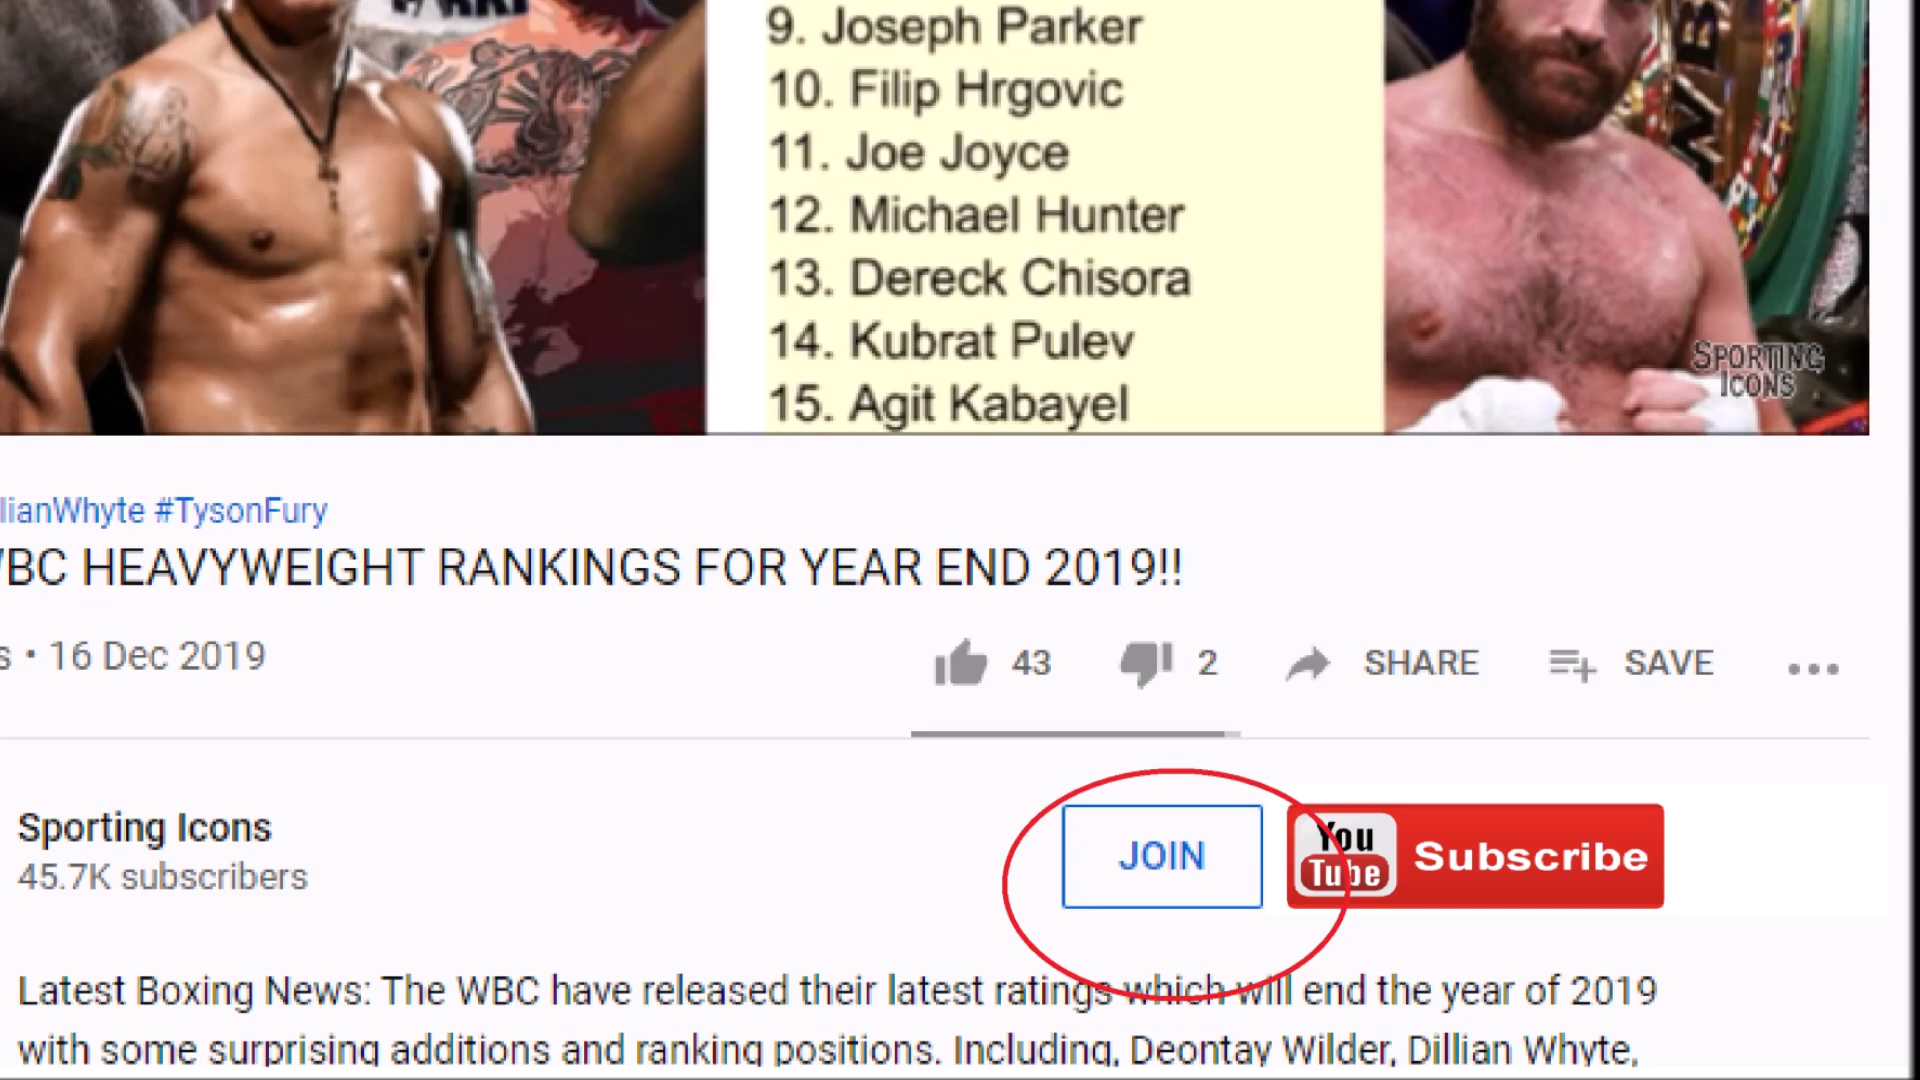 9. Joseph Parker
10. Filip Hrgovic
11. Joe Joyce
12. Michael Hunter
13. Dereck Chisora
14. Kubrat Pulev
15. Agit Kabayel
SPORTING
ICONS
llianWhyte #TysonFury
WBC HEAVYWEIGHT RANKINGS FOR YEAR END 2019!!
s • 16 Dec 2019
43 2 SHARE SAVE
Sporting Icons
45.7K subscribers
JOIN
You
Tube
Subscribe
Latest Boxing News: The WBC have released their latest ratings which will end the year of 2019
with some surprising additions and ranking positions. Including, Deontay Wilder, Dillian Whyte,